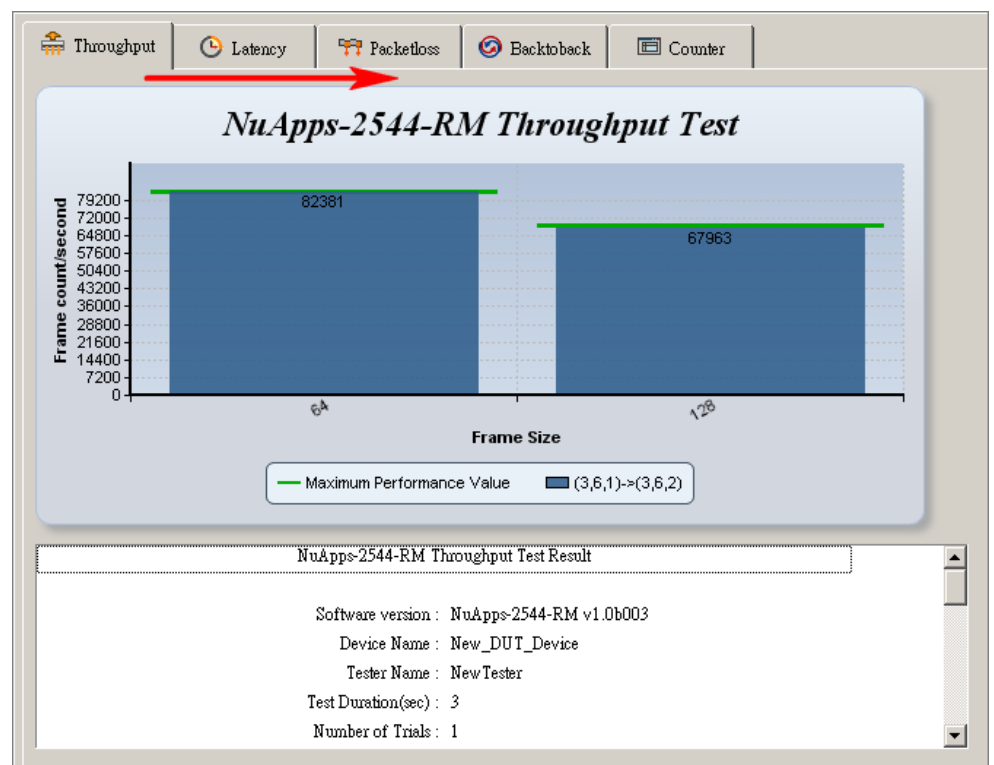 Throughput Latency Packetloss Backtoback Counter
NuApps-2544-RM Throughput Test
Frame count/second
79200
72000
64800
57600
50400
43200
36000
28800
21600
14400
7200
0
82381
67963
64
128
Frame Size
Maximum Performance Value (3,6,1)->(3,6,2)
NuApps-2544-RM Throughput Test Result
Software version : NuApps-2544-RM v1.0b003
Device Name : New_DUT_Device
Tester Name : NewTester
Test Duration(sec) : 3
Number of Trials : 1